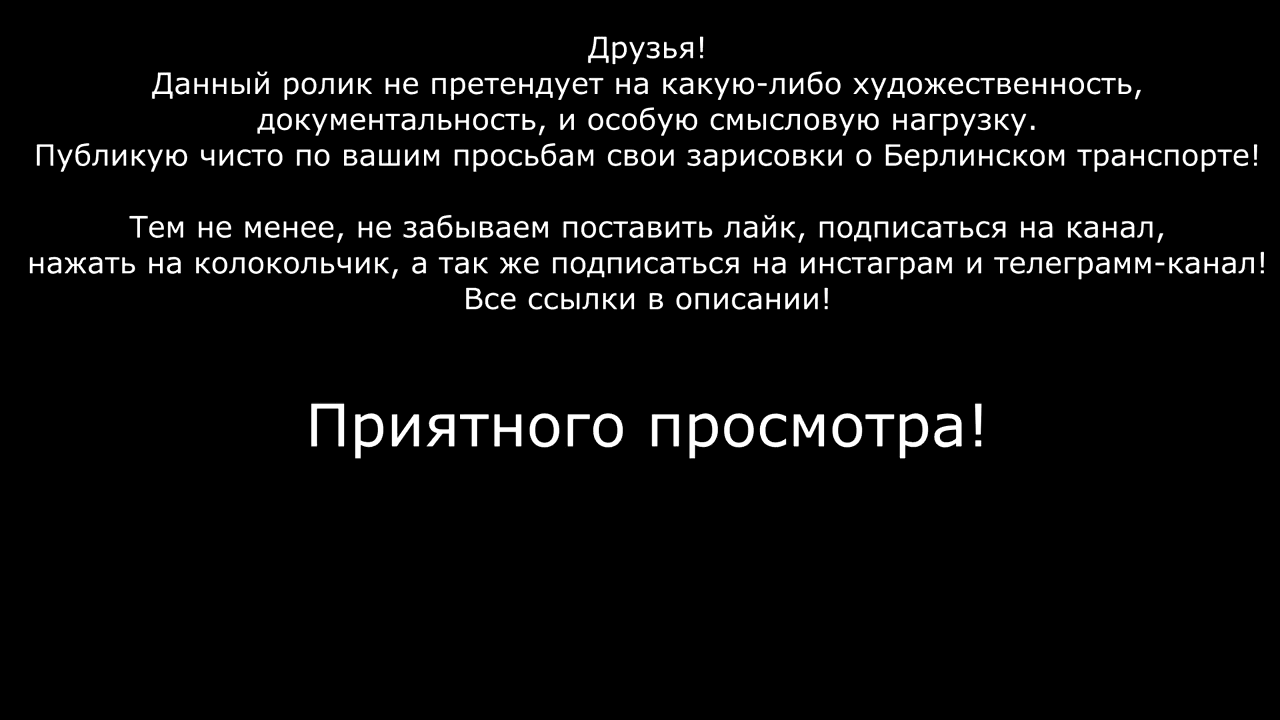 Друзья!
Данный ролик не претендует на какую-либо художественность,
документальность, и особую смысловую нагрузку.
Публикую чисто по вашим просьбам свои зарисовки о Берлинском транспорте!
Тем не менее, не забываем поставить лайк, подписаться на канал,
нажать на колокольчик, а так же подписаться на инстаграм и телеграмм-канал!
Все ссылки в описании!
Приятного просмотра!